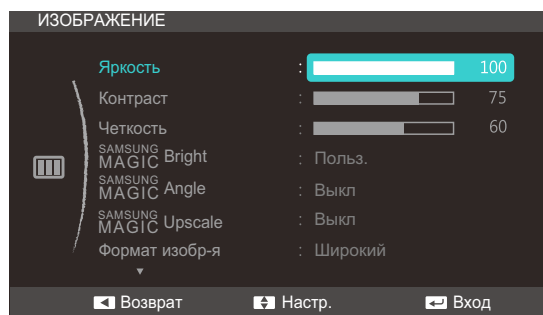 ИЗОБРАЖЕНИЕ
Яркость : 100
Контраст : 75
Четкость : 60
SAMSUNG MAGIC Bright : Польз.
SAMSUNG MAGIC Angle : Выкл
SAMSUNG MAGIC Upscale : Выкл
Формат изобр-я : Широкий
Возврат Настр. Вход